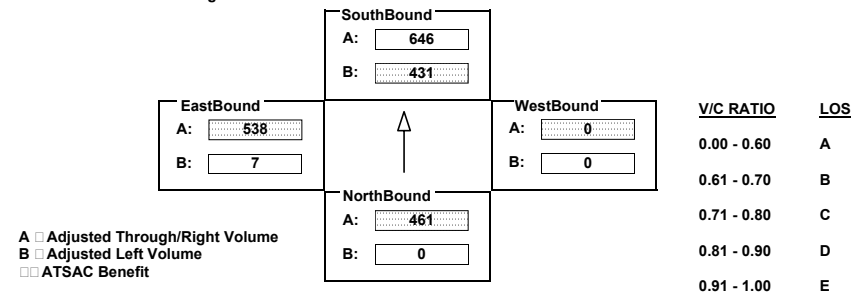 SouthBound
A: 646
B: 431
EastBound
A: 538
B: 7
WestBound
A: 0
B: 0
NorthBound
A: 461
B: 0
A □ Adjusted Through/Right Volume
B □ Adjusted Left Volume
□□ ATSAC Benefit
V/C RATIO LOS
0.00 - 0.60 A
0.61 - 0.70 B
0.71 - 0.80 C
0.81 - 0.90 D
0.91 - 1.00 E